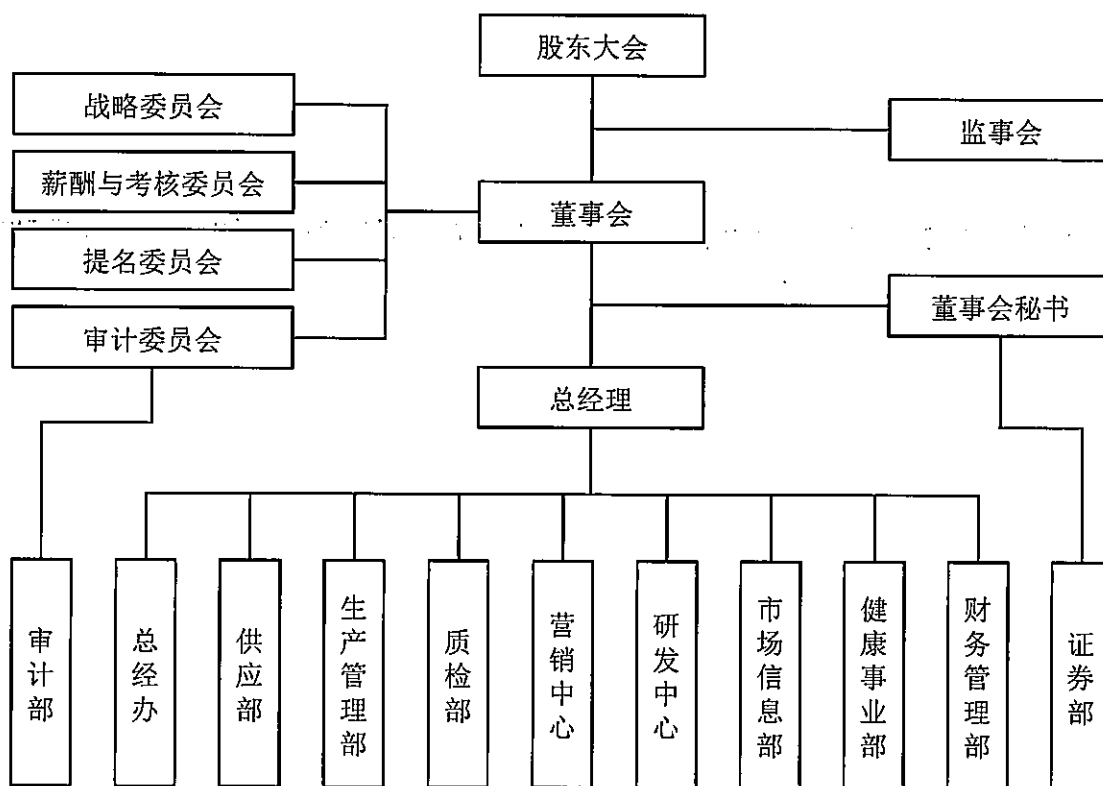 股东大会
战略委员会
监事会
薪酬与考核委员会
董事会
提名委员会
董事会秘书
审计委员会
总经理
审计部
总经办
供应部
生产管理部
质检部
营销中心
研发中心
市场信息部
健康事业部
财务管理部
证券部